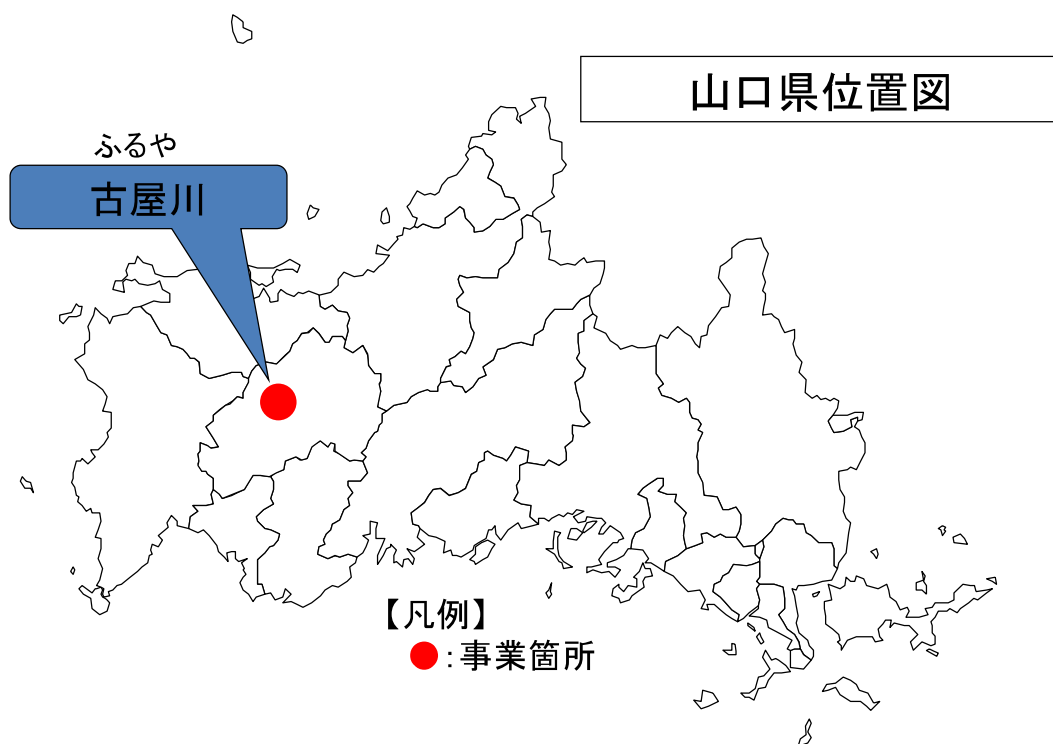 山口県位置図
ふるや
古屋川
【凡例】
●：事業箇所